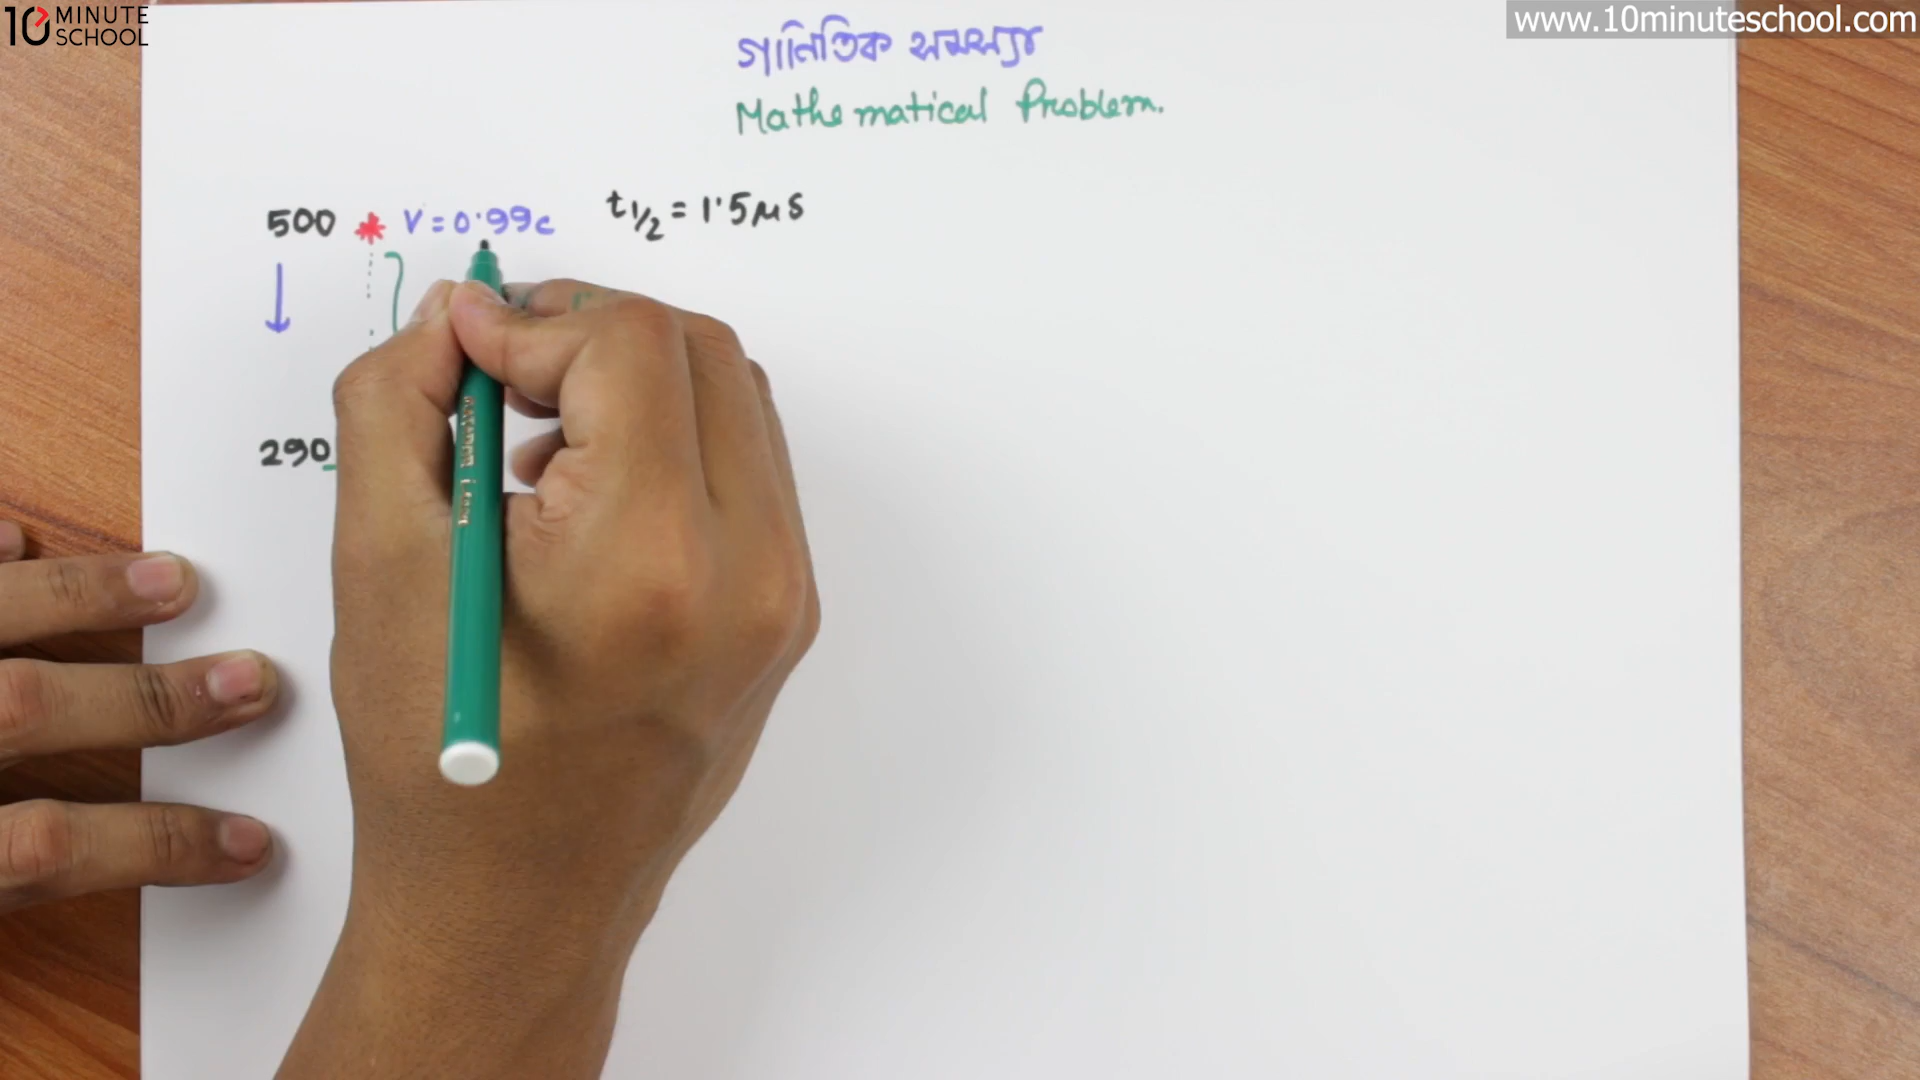 10 MINUTE SCHOOL
www.10minuteschool.com
গানিতিক সমস্যা
Mathematical Problem.
500 V = 0.99c t1/2 = 1.5μs
290